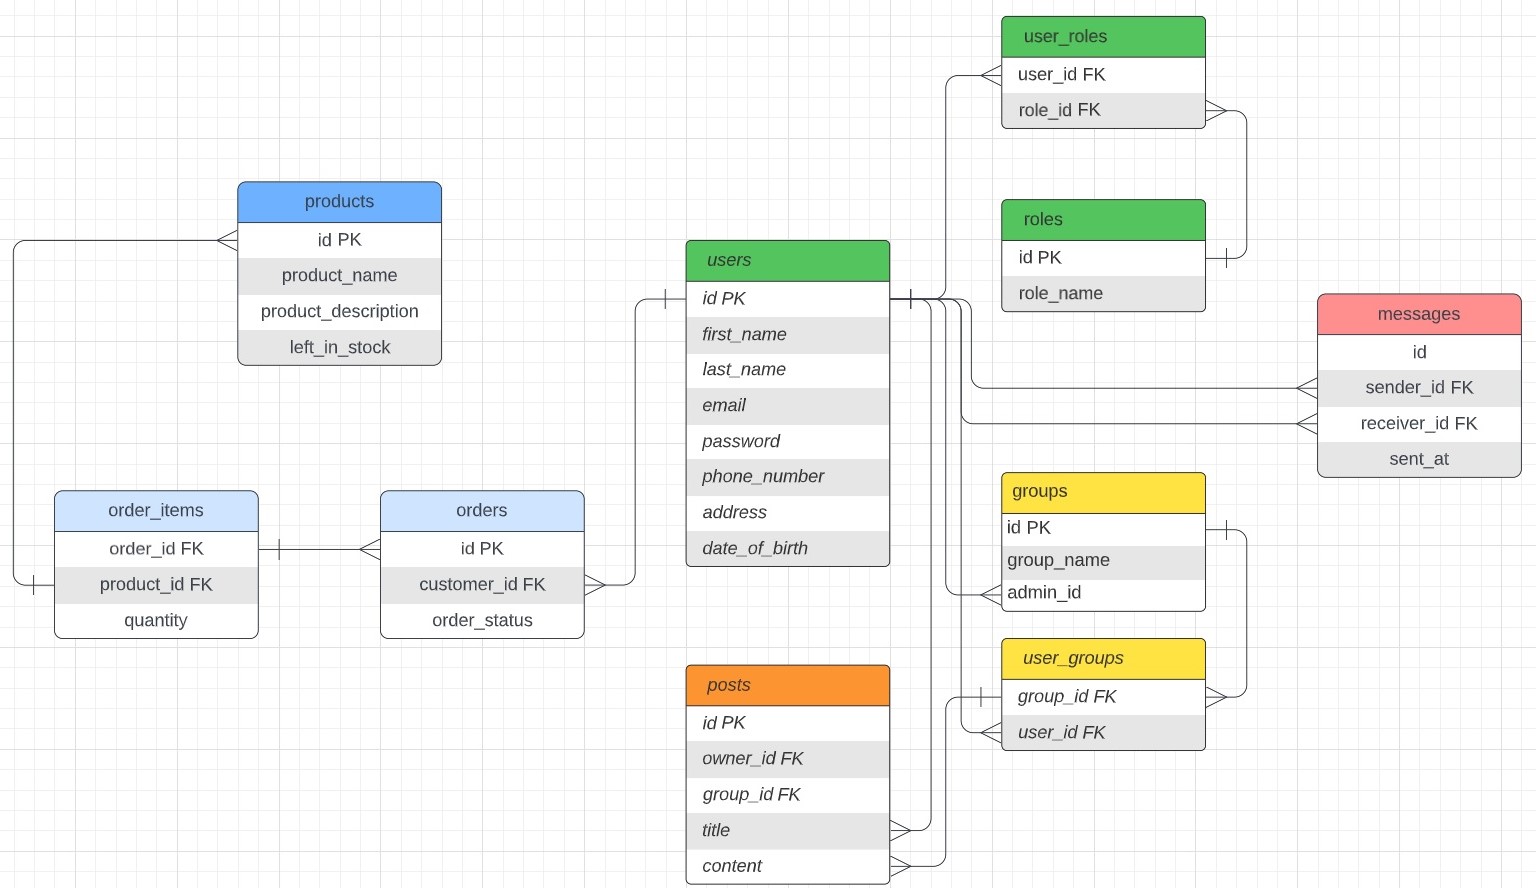 user_roles
user_id FK
role_id FK
products
id PK
product_name
product_description
left_in_stock
roles
id PK
role_name
users
id PK
first_name
last_name
email
password
phone_number
address
date_of_birth
messages
id
sender_id FK
receiver_id FK
sent_at
order_items
order_id FK
product_id FK
quantity
orders
id PK
customer_id FK
order_status
groups
id PK
group_name
admin_id
user_groups
group_id FK
user_id FK
posts
id PK
owner_id FK
group_id FK
title
content